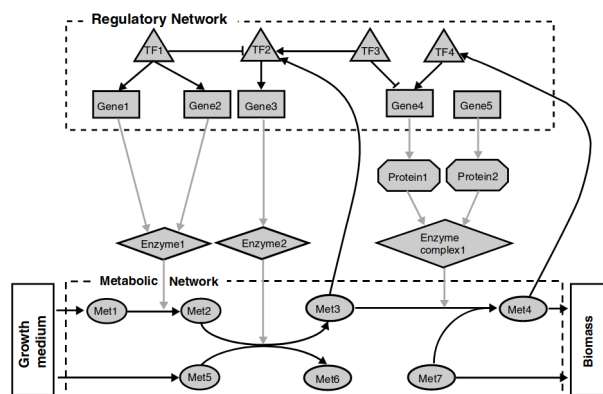 Regulatory Network
TF1
TF2
TF3
TF4
Gene1
Gene2
Gene3
Gene4
Gene5
Protein1
Protein2
Enzyme1
Enzyme2
Enzyme
complex1
Metabolic Network
Growth
medium
Met1
Met2
Met3
Met4
Biomass
Met5
Met6
Met7